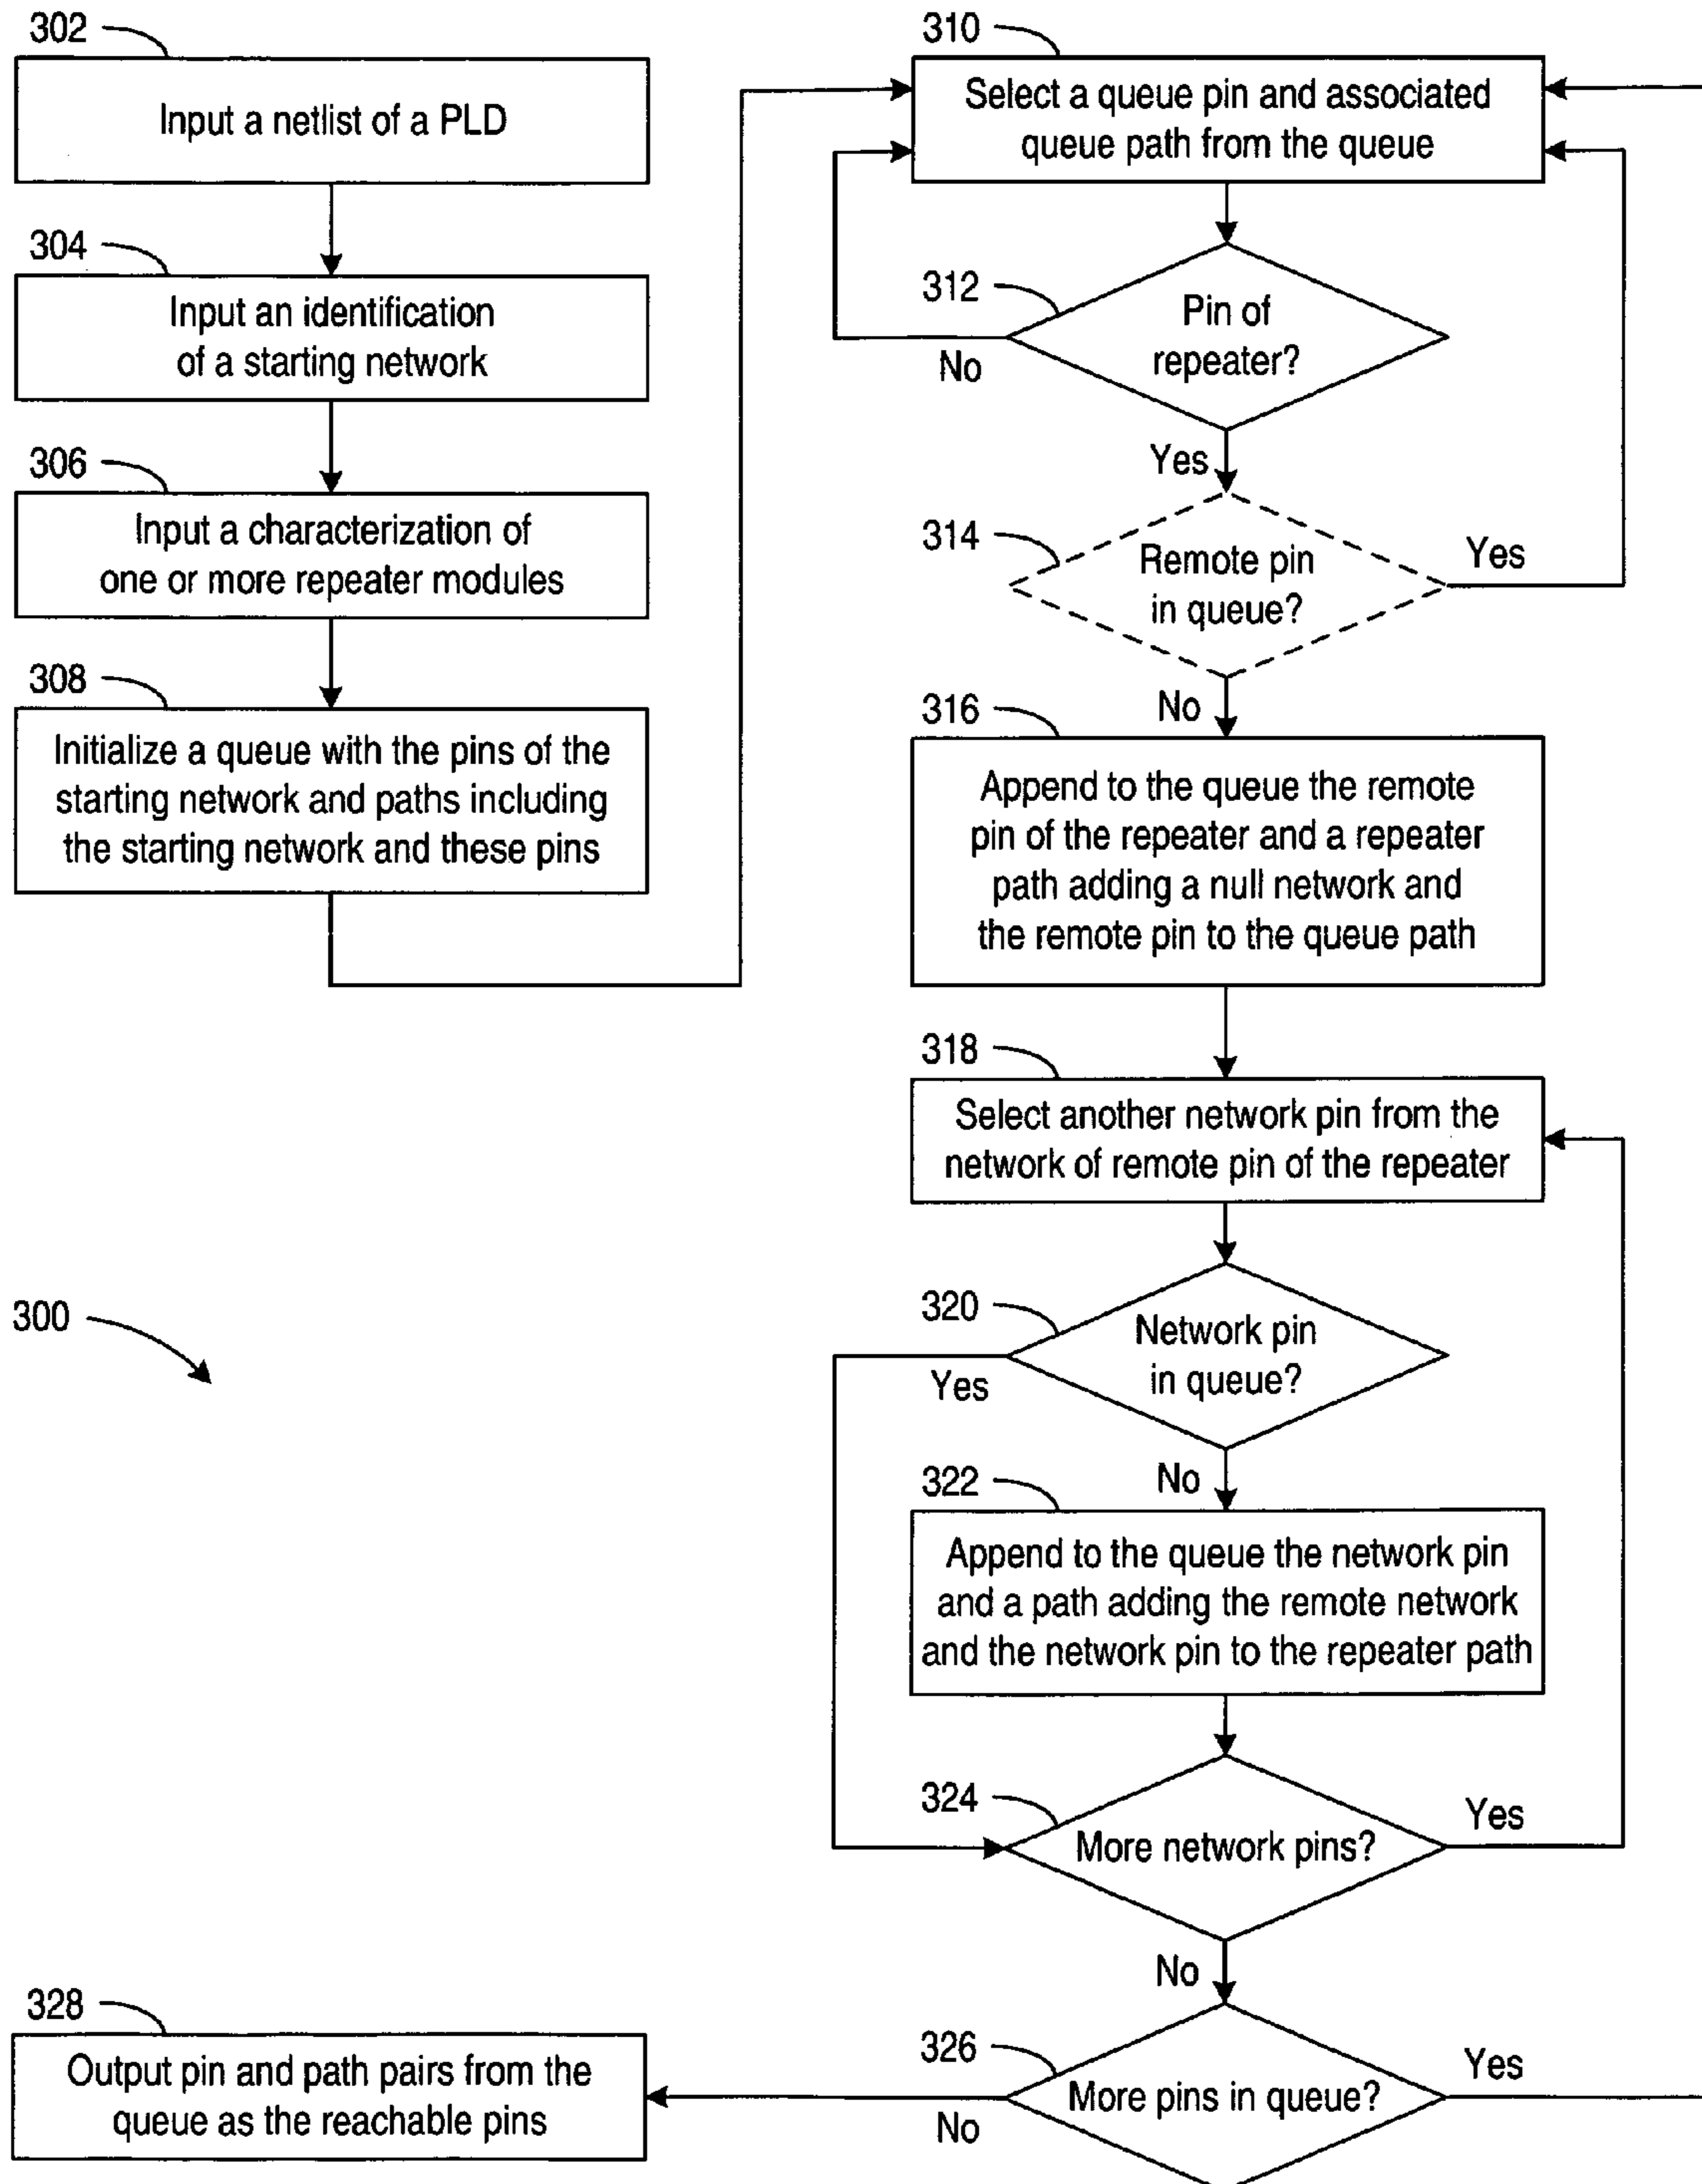 302
Input a netlist of a PLD
304
Input an identification
of a starting network
306
Input a characterization of
one or more repeater modules
308
Initialize a queue with the pins of the
starting network and paths including
the starting network and these pins
310
Select a queue pin and associated
queue path from the queue
312
Pin of
repeater?
No
Yes
314
Remote pin
in queue?
Yes
No
316
Append to the queue the remote
pin of the repeater and a repeater
path adding a null network and
the remote pin to the queue path
318
Select another network pin from the
network of remote pin of the repeater
300
320
Network pin
in queue?
Yes
No
322
Append to the queue the network pin
and a path adding the remote network
and the network pin to the repeater path
324
More network pins?
Yes
No
326
More pins in queue?
Yes
No
328
Output pin and path pairs from the
queue as the reachable pins